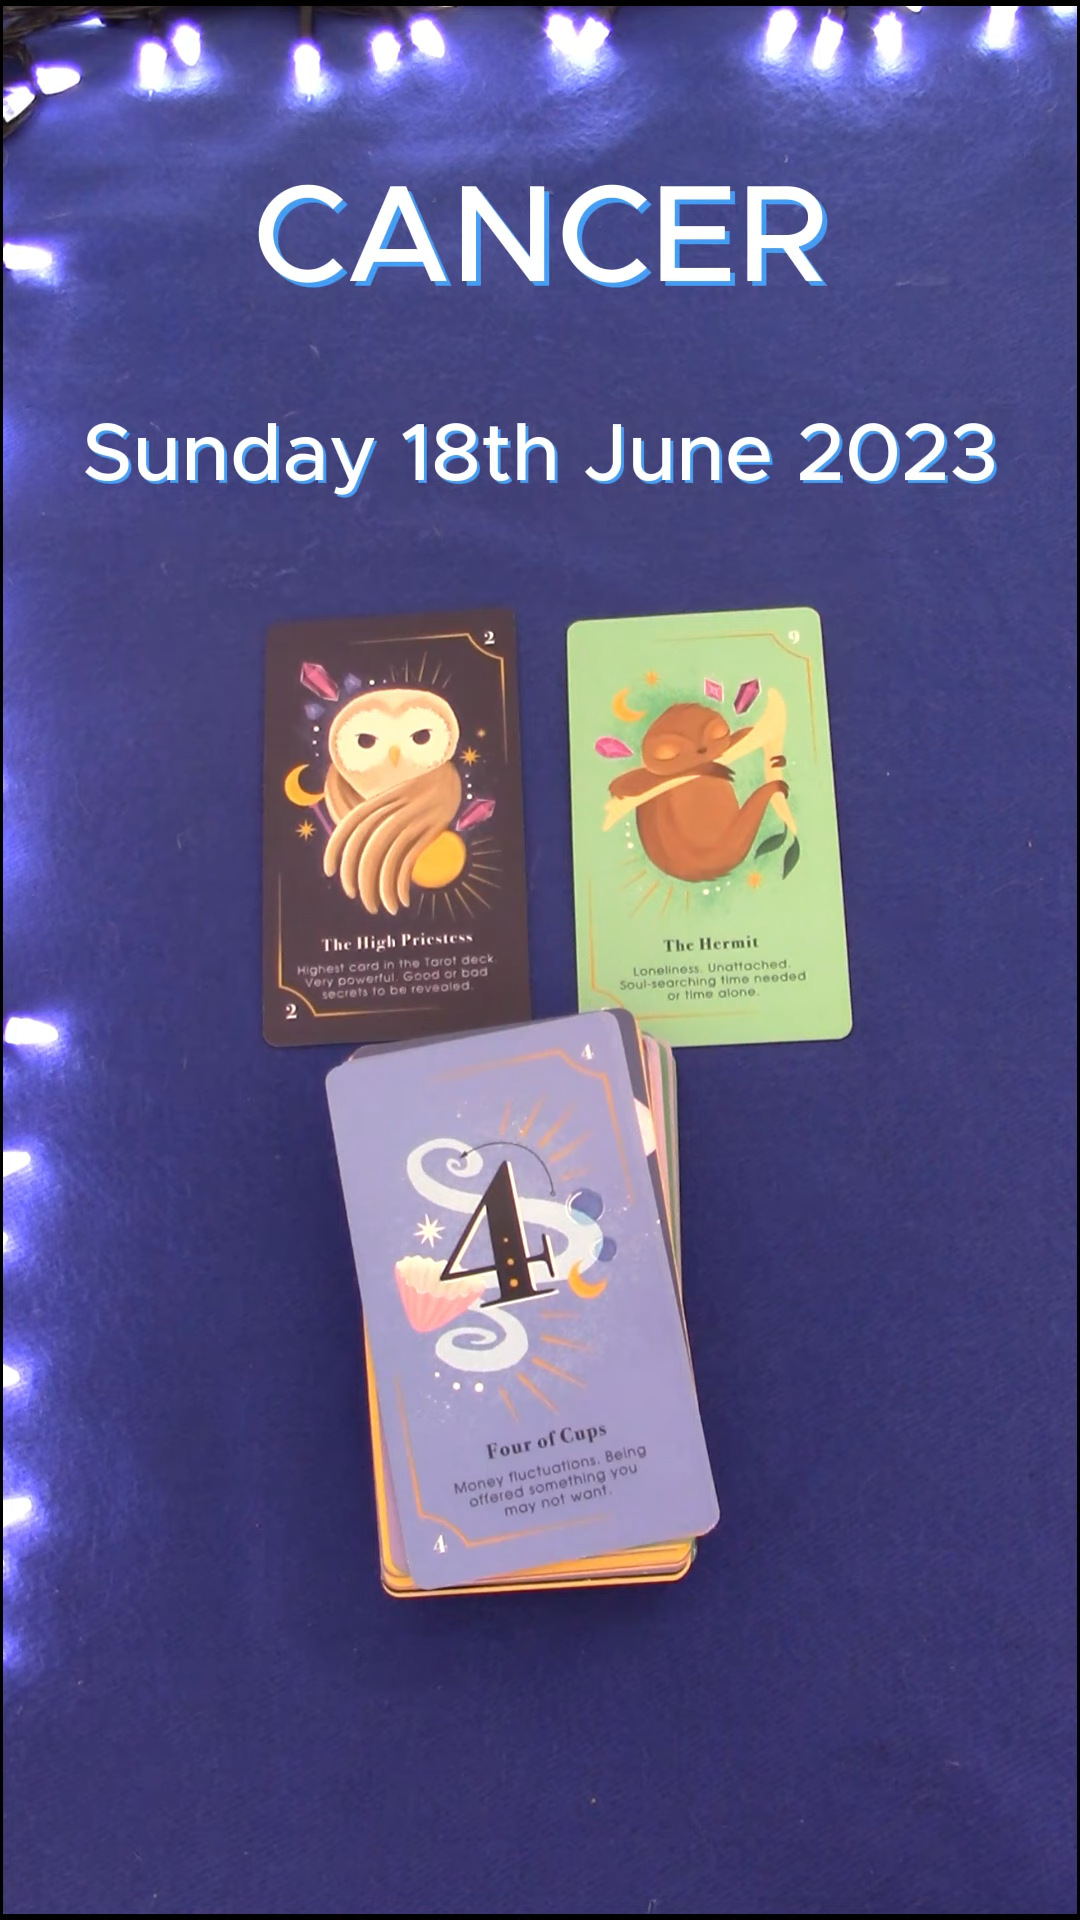 CANCER
Sunday 18th June 2023
2
The High Priestess
Highest card in the Tarot deck.
Very powerful. Good or bad
secrets to be revealed.
2
9
The Hermit
Loneliness. Unattached.
Soul-searching time needed
or time alone.
4
4
Four of Cups
Money fluctuations. Being
offered something you
may not want.
4